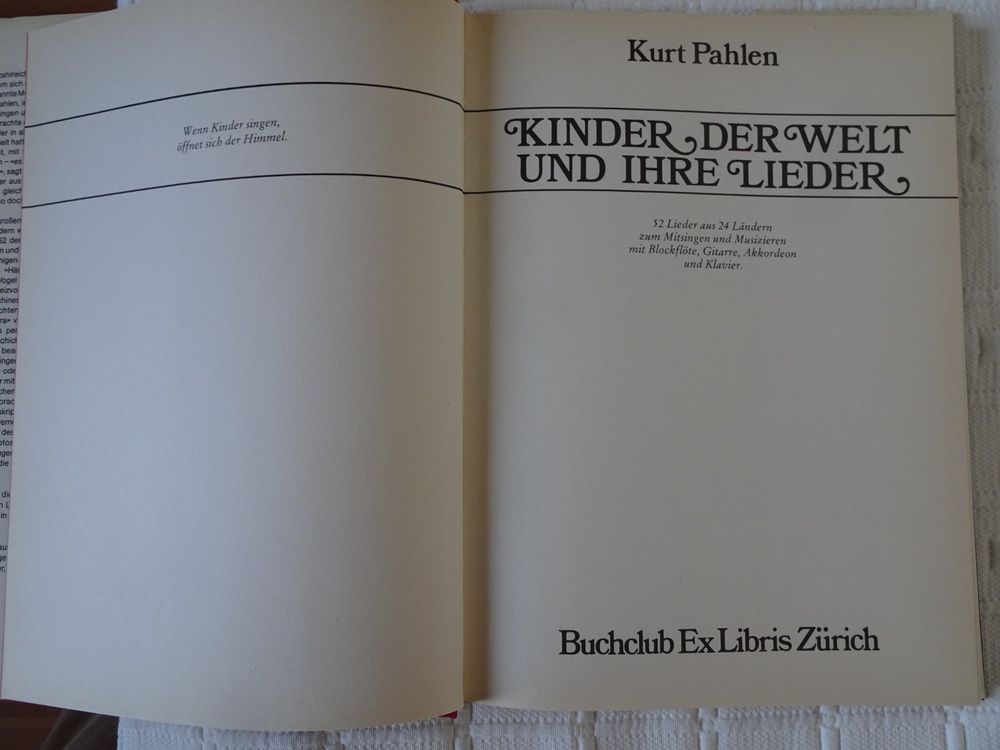 Wenn Kinder singen,
öffnet sich der Himmel.
Kurt Pahlen
KINDER DER WELT
UND IHRE LIEDER
52 Lieder aus 24 Ländern
zum Mitsingen und Musizieren
mit Blockflöte, Gitarre, Akkordeon
und Klavier.
Buchclub Ex Libris Zürich